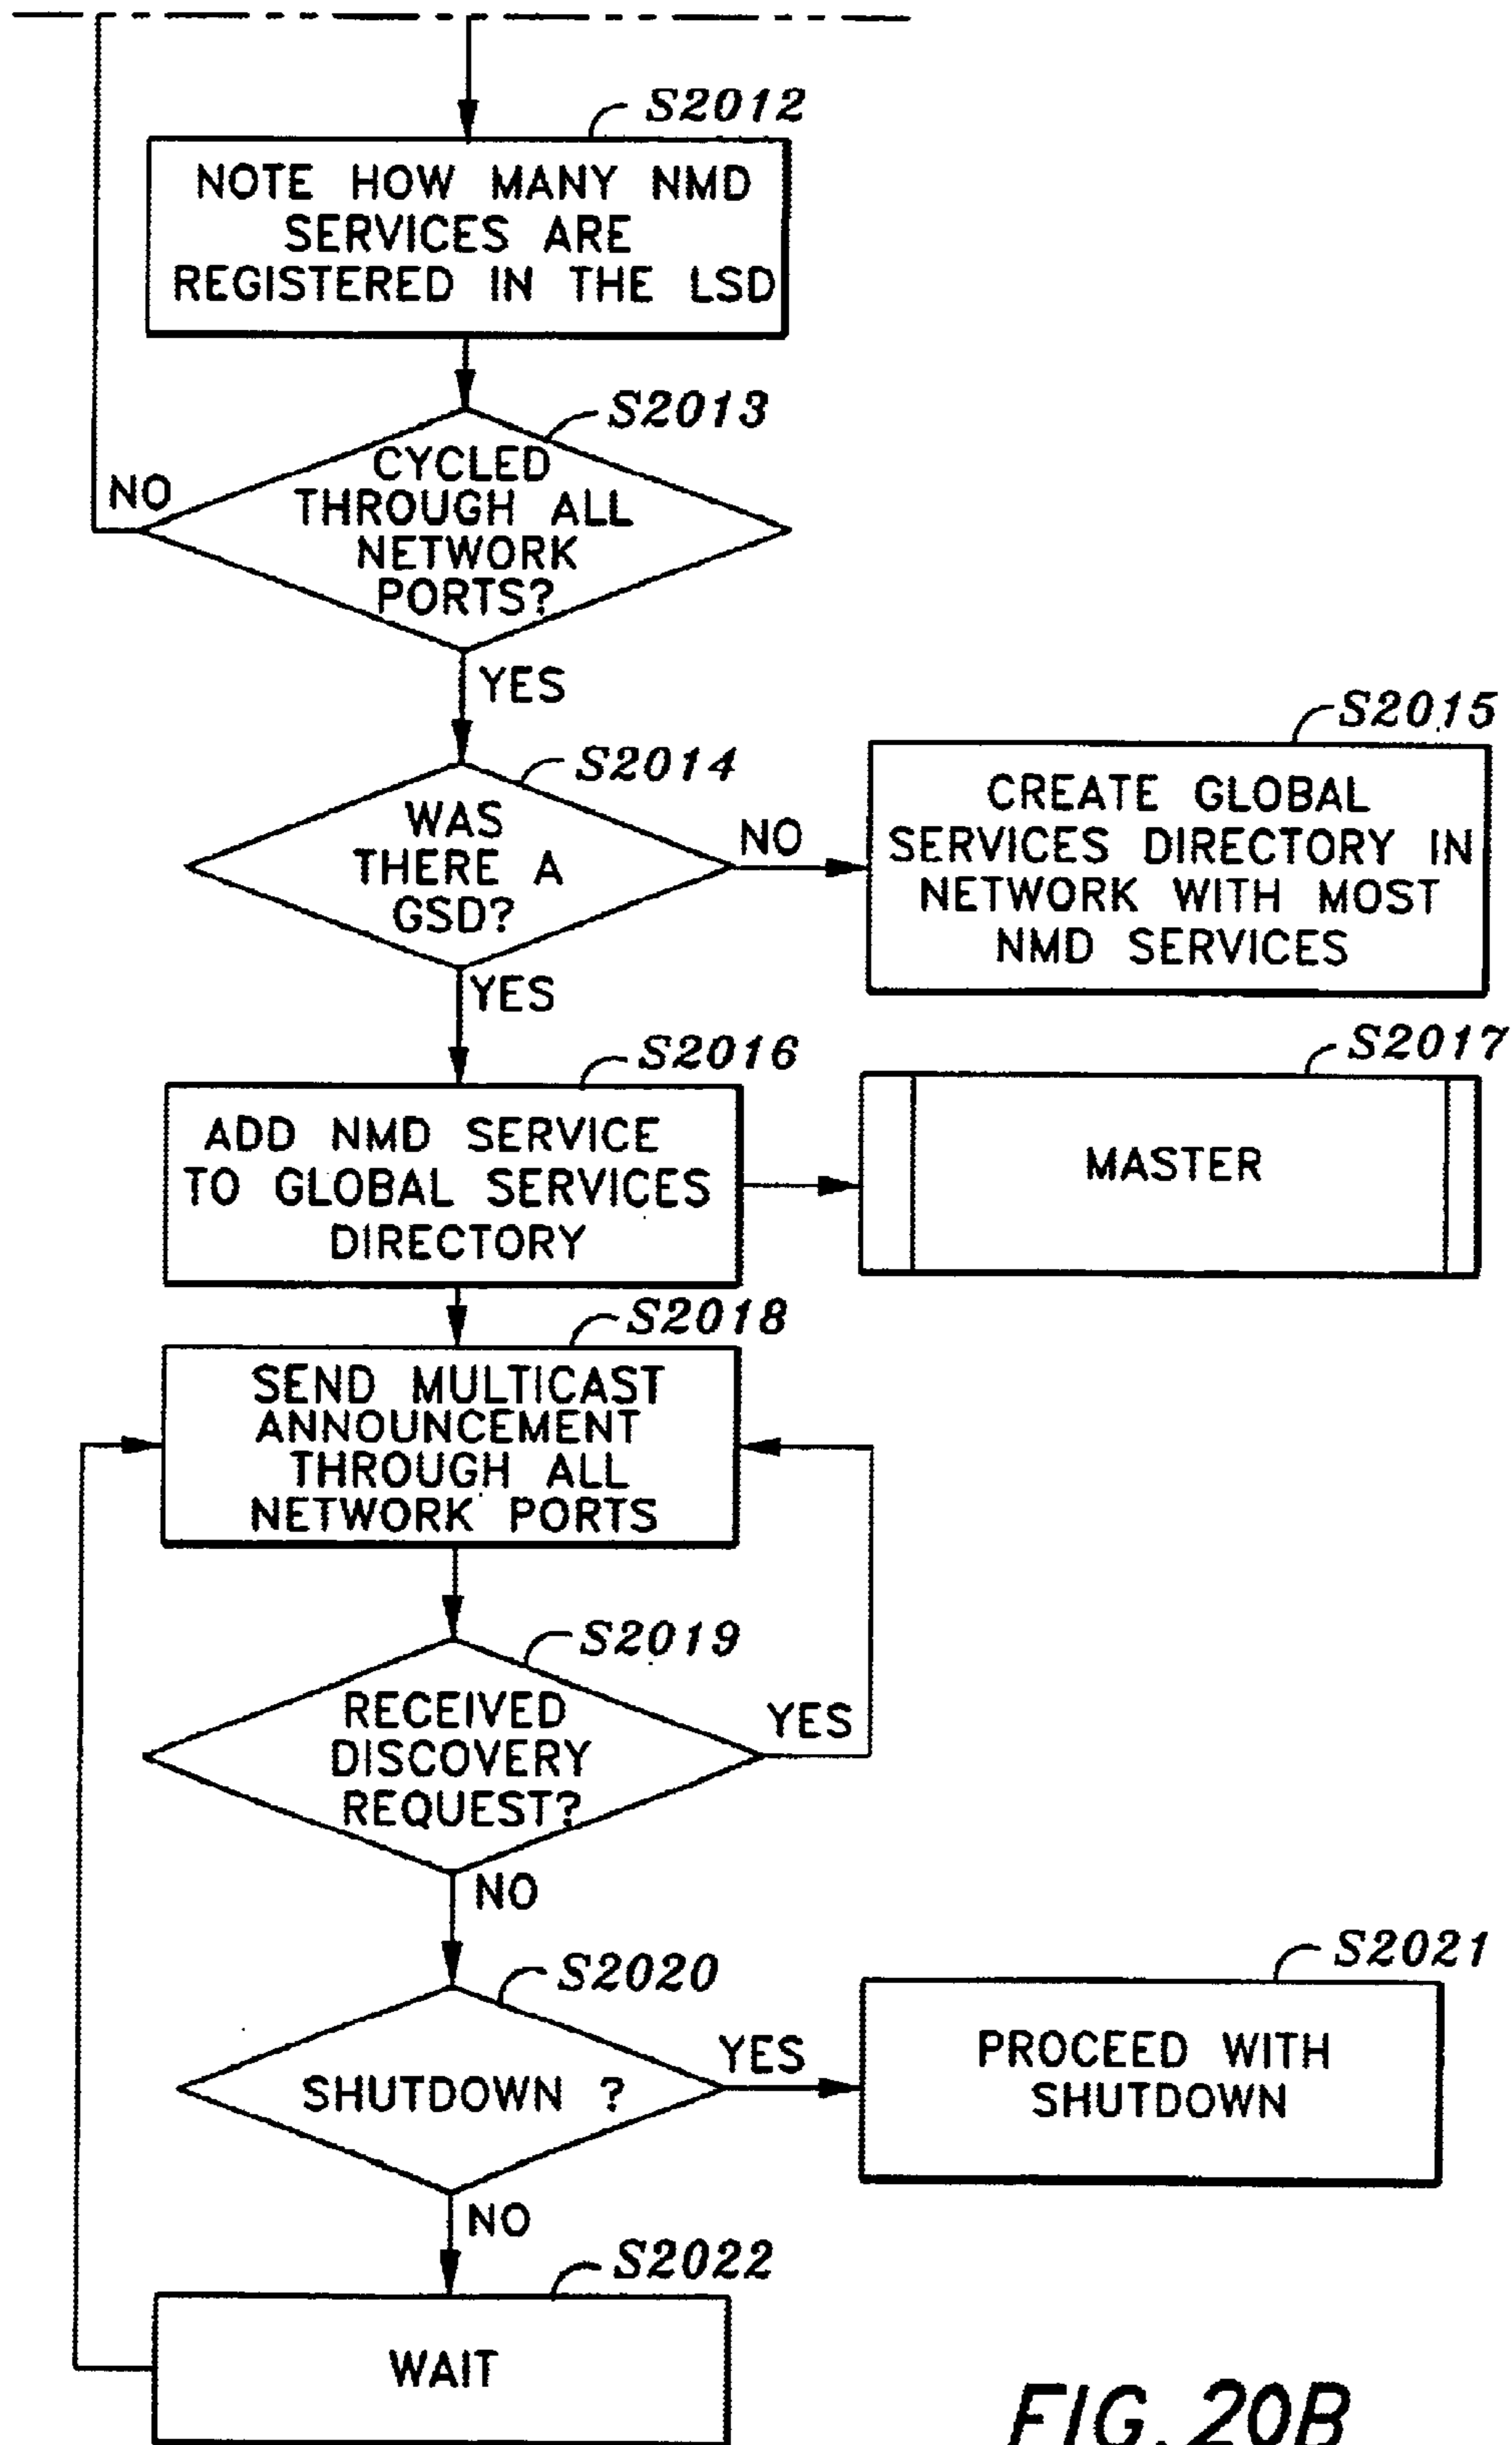 S2012
NOTE HOW MANY NMD
SERVICES ARE
REGISTERED IN THE LSD
S2013
CYCLED
THROUGH ALL
NETWORK
PORTS?
NO
YES
S2014
WAS
THERE A
GSD?
NO
S2015
CREATE GLOBAL
SERVICES DIRECTORY IN
NETWORK WITH MOST
NMD SERVICES
YES
S2016
ADD NMD SERVICE
TO GLOBAL SERVICES
DIRECTORY
S2017
MASTER
S2018
SEND MULTICAST
ANNOUNCEMENT
THROUGH ALL
NETWORK PORTS
S2019
RECEIVED
DISCOVERY
REQUEST?
YES
NO
S2020
SHUTDOWN ?
YES
S2021
PROCEED WITH
SHUTDOWN
NO
S2022
WAIT
FIG. 20B